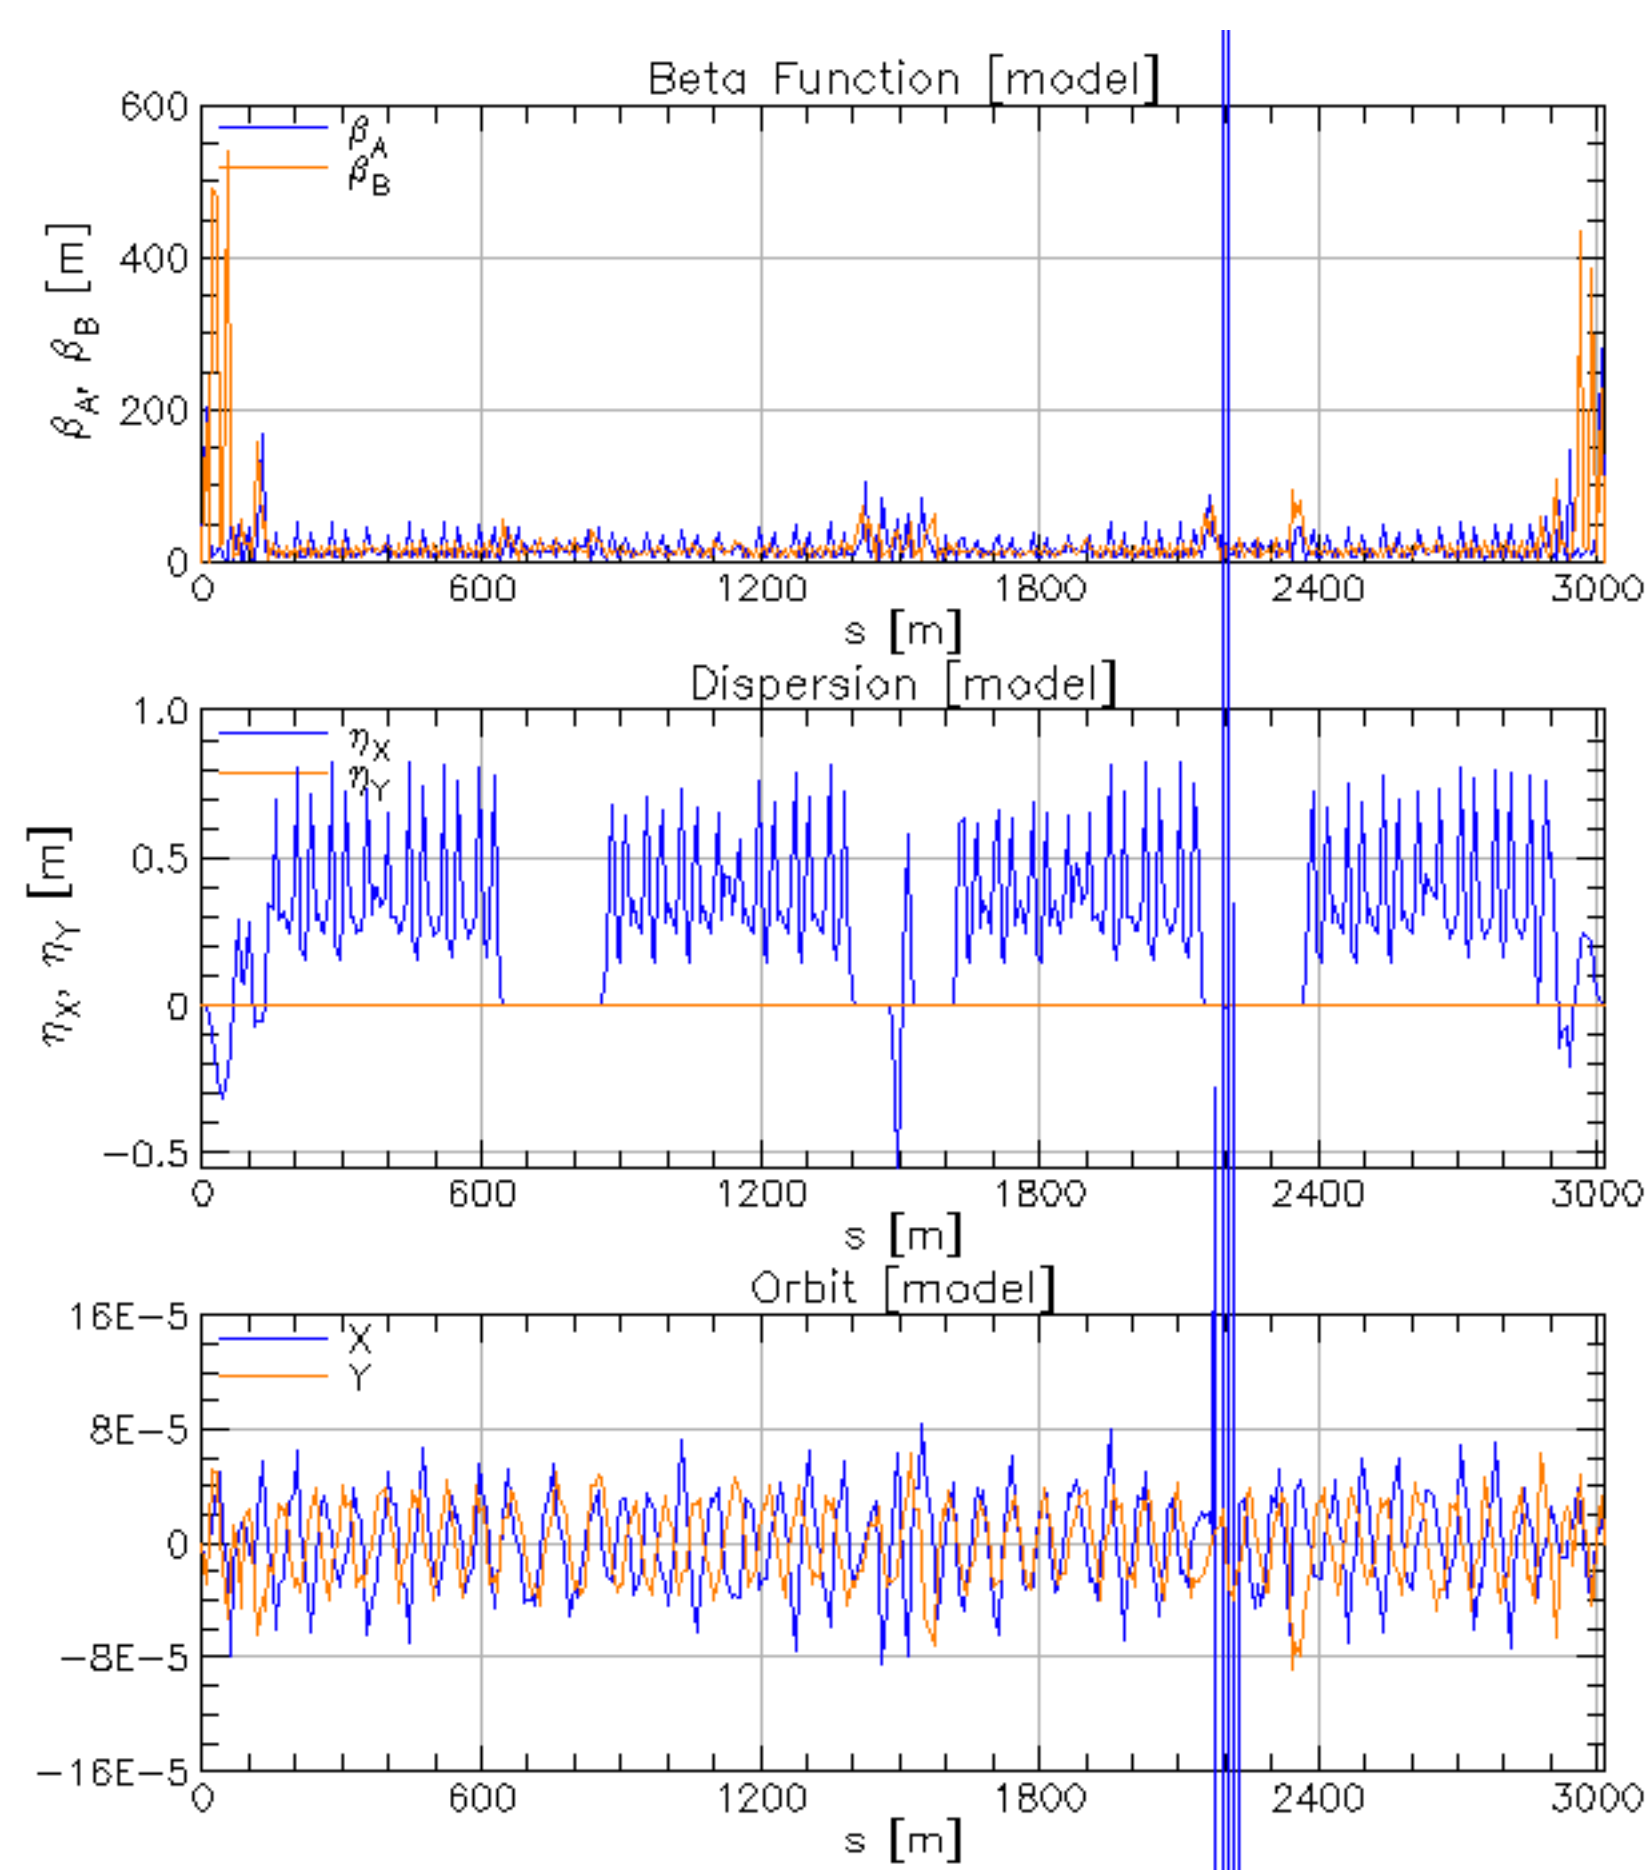 Beta Function [model]
β_A
β_B
β_A, β_B [m]
600
400
200
0
0 600 1200 1800 2400 3000
s [m]
Dispersion [model]
η_X
η_Y
η_X, η_Y [m]
1.0
0.5
0
−0.5
0 600 1200 1800 2400 3000
s [m]
Orbit [model]
X
Y
16E−5
8E−5
0
−8E−5
−16E−5
0 600 1200 1800 2400 3000
s [m]